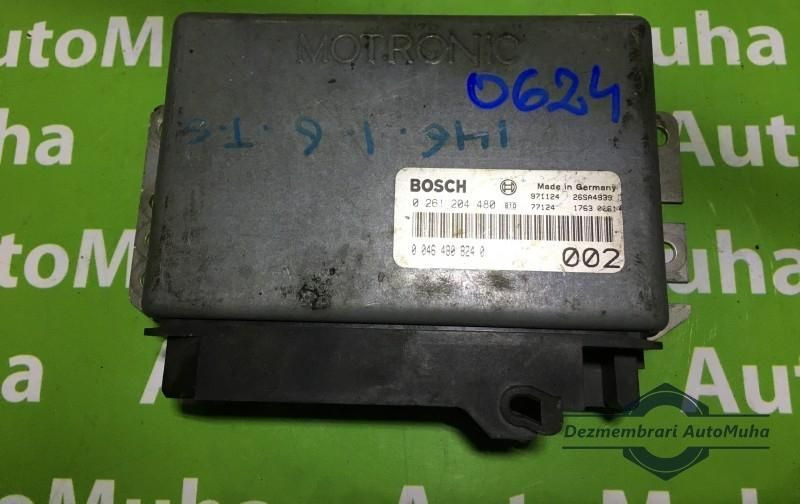 AutoMuha
MOTRONIC
0624
146.1.6.T.S
BOSCH
Made in Germany
0 261 204 480
971124 26SA4939
77124 1763
0 046 480 824 0
002
Dezmembrari AutoMuha